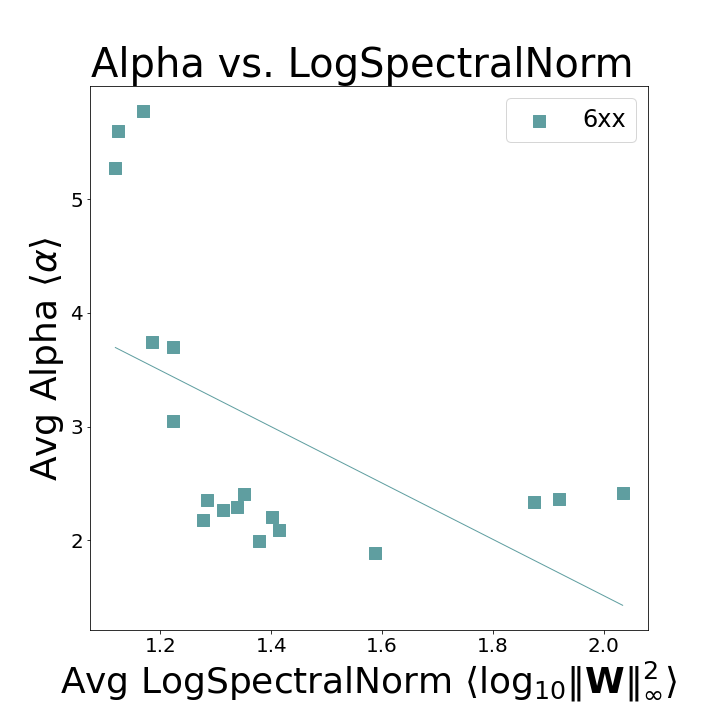 Alpha vs. LogSpectralNorm
6xx
Avg Alpha ⟨α⟩
5
4
3
2
1.2 1.4 1.6 1.8 2.0
Avg LogSpectralNorm ⟨log₁₀‖𝐖‖²∞⟩